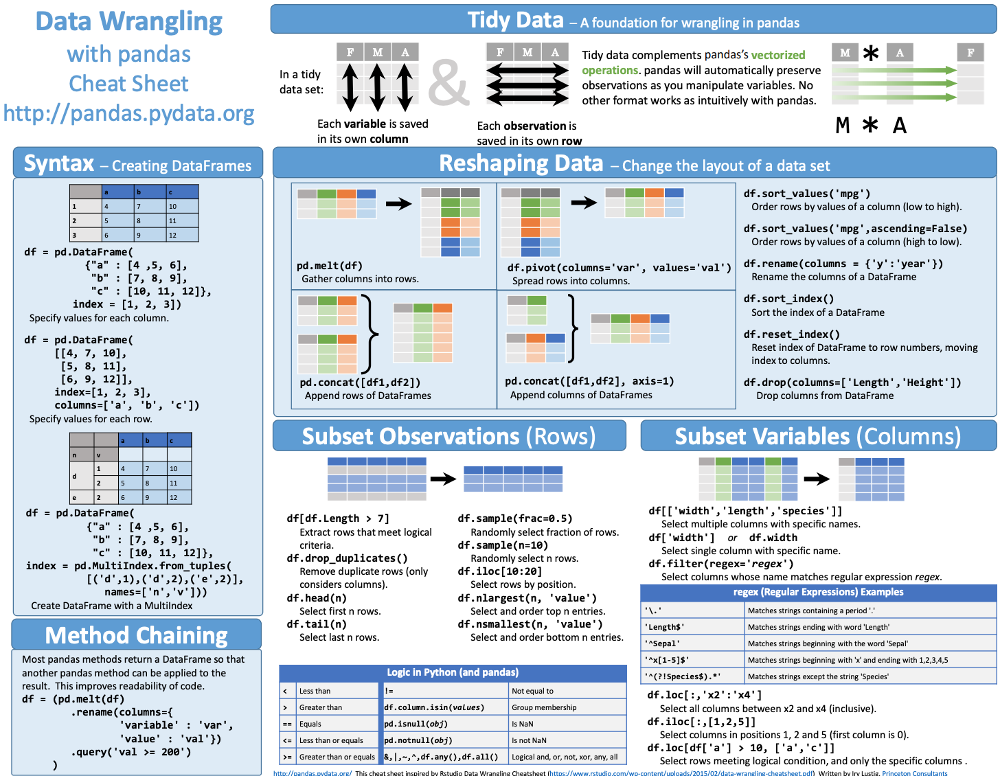 Data Wrangling
with pandas
Cheat Sheet
http://pandas.pydata.org
Tidy Data – A foundation for wrangling in pandas
In a tidy
data set:
F M A
Each variable is saved
in its own column
&
F M A
Each observation is
saved in its own row
Tidy data complements pandas's vectorized
operations. pandas will automatically preserve
observations as you manipulate variables. No
other format works as intuitively with pandas.
M * A F
M * A
Syntax – Creating DataFrames
a b c
1 4 7 10
2 5 8 11
3 6 9 12
df = pd.DataFrame(
{"a" : [4 ,5, 6],
"b" : [7, 8, 9],
"c" : [10, 11, 12]},
index = [1, 2, 3])
Specify values for each column.
df = pd.DataFrame(
[[4, 7, 10],
[5, 8, 11],
[6, 9, 12]],
index=[1, 2, 3],
columns=['a', 'b', 'c'])
Specify values for each row.
a b c
n v
d 1 4 7 10
2 5 8 11
e 2 6 9 12
df = pd.DataFrame(
{"a" : [4 ,5, 6],
"b" : [7, 8, 9],
"c" : [10, 11, 12]},
index = pd.MultiIndex.from_tuples(
[('d',1),('d',2),('e',2)],
names=['n','v']))
Create DataFrame with a MultiIndex
Method Chaining
Most pandas methods return a DataFrame so that
another pandas method can be applied to the
result. This improves readability of code.
df = (pd.melt(df)
.rename(columns={
'variable' : 'var',
'value' : 'val'})
.query('val >= 200')
)
Reshaping Data – Change the layout of a data set
pd.melt(df)
Gather columns into rows.
df.pivot(columns='var', values='val')
Spread rows into columns.
pd.concat([df1,df2])
Append rows of DataFrames
pd.concat([df1,df2], axis=1)
Append columns of DataFrames
df.sort_values('mpg')
Order rows by values of a column (low to high).
df.sort_values('mpg',ascending=False)
Order rows by values of a column (high to low).
df.rename(columns = {'y':'year'})
Rename the columns of a DataFrame
df.sort_index()
Sort the index of a DataFrame
df.reset_index()
Reset index of DataFrame to row numbers, moving
index to columns.
df.drop(columns=['Length','Height'])
Drop columns from DataFrame
Subset Observations (Rows)
df[df.Length > 7]
Extract rows that meet logical
criteria.
df.drop_duplicates()
Remove duplicate rows (only
considers columns).
df.head(n)
Select first n rows.
df.tail(n)
Select last n rows.
df.sample(frac=0.5)
Randomly select fraction of rows.
df.sample(n=10)
Randomly select n rows.
df.iloc[10:20]
Select rows by position.
df.nlargest(n, 'value')
Select and order top n entries.
df.nsmallest(n, 'value')
Select and order bottom n entries.
Logic in Python (and pandas)
< Less than != Not equal to
> Greater than df.column.isin(values) Group membership
== Equals pd.isnull(obj) Is NaN
<= Less than or equals pd.notnull(obj) Is not NaN
>= Greater than or equals &,|,~,^,df.any(),df.all() Logical and, or, not, xor, any, all
Subset Variables (Columns)
df[['width','length','species']]
Select multiple columns with specific names.
df['width'] or df.width
Select single column with specific name.
df.filter(regex='regex')
Select columns whose name matches regular expression regex.
regex (Regular Expressions) Examples
'\.' Matches strings containing a period '.'
'Length$' Matches strings ending with word 'Length'
'^Sepal' Matches strings beginning with the word 'Sepal'
'^x[1-5]$' Matches strings beginning with 'x' and ending with 1,2,3,4,5
'^(?!Species$).*' Matches strings except the string 'Species'
df.loc[:,'x2':'x4']
Select all columns between x2 and x4 (inclusive).
df.iloc[:,[1,2,5]]
Select columns in positions 1, 2 and 5 (first column is 0).
df.loc[df['a'] > 10, ['a','c']]
Select rows meeting logical condition, and only the specific columns .
http://pandas.pydata.org/ This cheat sheet inspired by Rstudio Data Wrangling Cheatsheet (https://www.rstudio.com/wp-content/uploads/2015/02/data-wrangling-cheatsheet.pdf) Written by Irv Lustig, Princeton Consultants